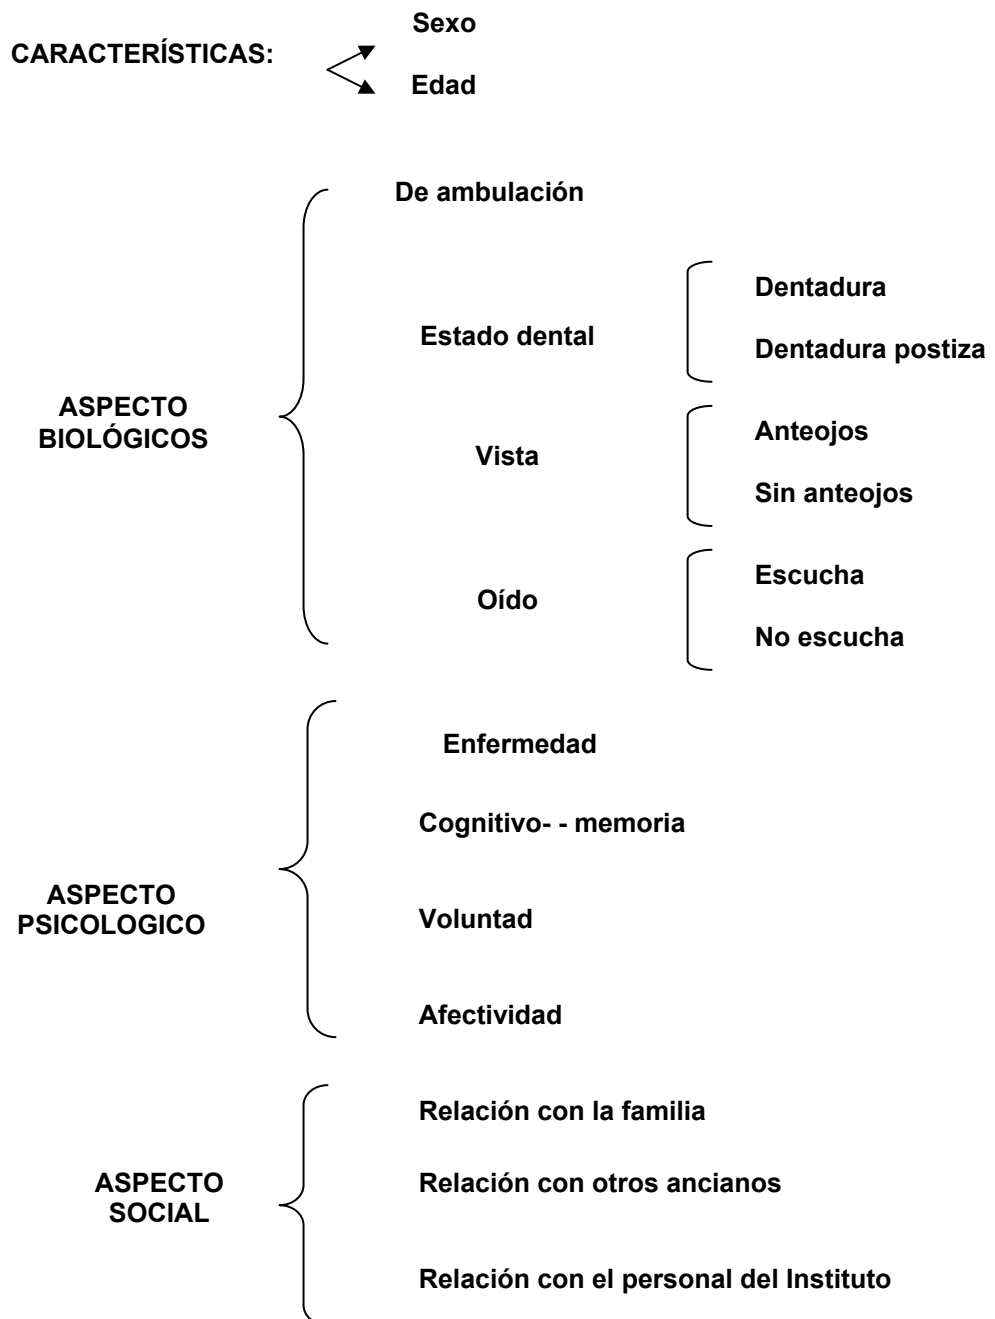 Sexo
CARACTERÍSTICAS:
Edad
De ambulación
Dentadura
Estado dental
Dentadura postiza
ASPECTO
BIOLÓGICOS
Anteojos
Vista
Sin anteojos
Escucha
Oído
No escucha
Enfermedad
Cognitivo- - memoria
ASPECTO
PSICOLOGICO
Voluntad
Afectividad
Relación con la familia
ASPECTO
SOCIAL
Relación con otros ancianos
Relación con el personal del Instituto